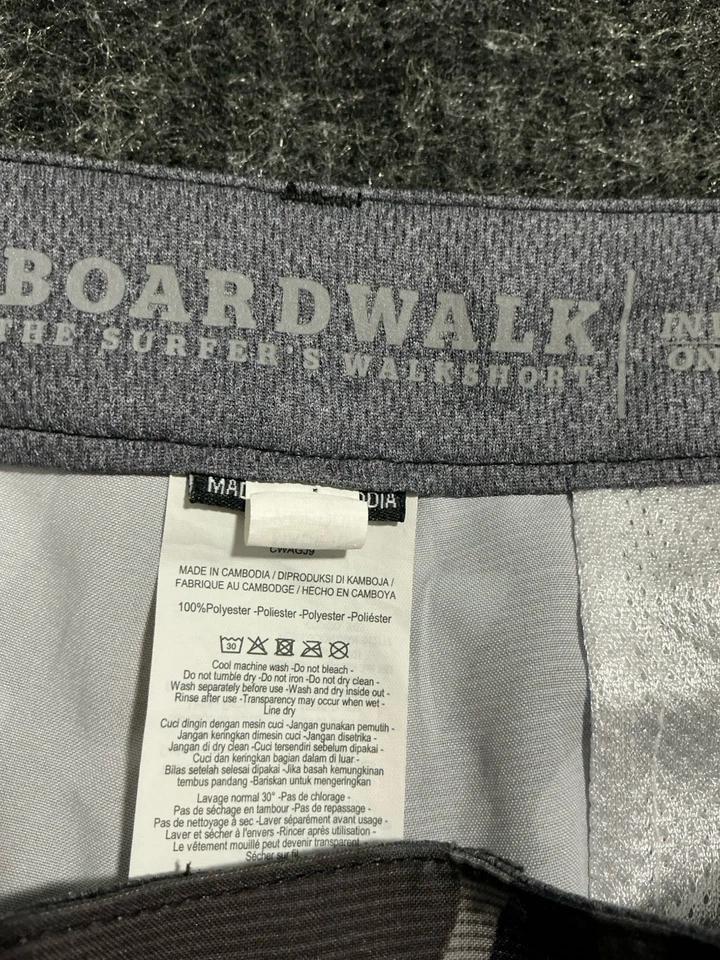 BOARDWALK
THE SURFER'S WALKSHORT
ON
CWAGJ9
MADE IN CAMBODIA / DIPRODUKSI DI KAMBOJA /
FABRIQUE AU CAMBODGE / HECHO EN CAMBOYA
100%Polyester -Poliester -Polyester -Poliéster
30
Cool machine wash -Do not bleach -
Do not tumble dry -Do not iron -Do not dry clean -
Wash separately before use -Wash and dry inside out -
Rinse after use -Transparency may occur when wet -
Line dry
Cuci dingin dengan mesin cuci -Jangan gunakan pemutih -
Jangan keringkan dimesin cuci -Jangan disetrika -
Jangan di dry clean -Cuci tersendiri sebelum dipakai -
Cuci dan keringkan bagian dalam di luar -
Bilas setelah selesai dipakai -Jika basah kemungkinan
tembus pandang -Bariskan untuk mengeringkan
Lavage normal 30° -Pas de chlorage -
Pas de séchage en tambour -Pas de repassage -
Pas de nettoyage à sec -Laver séparément avant usage -
Laver et sécher à l'envers -Rincer après utilisation -
Le vêtement mouillé peut devenir transparent
Sécher sur fil